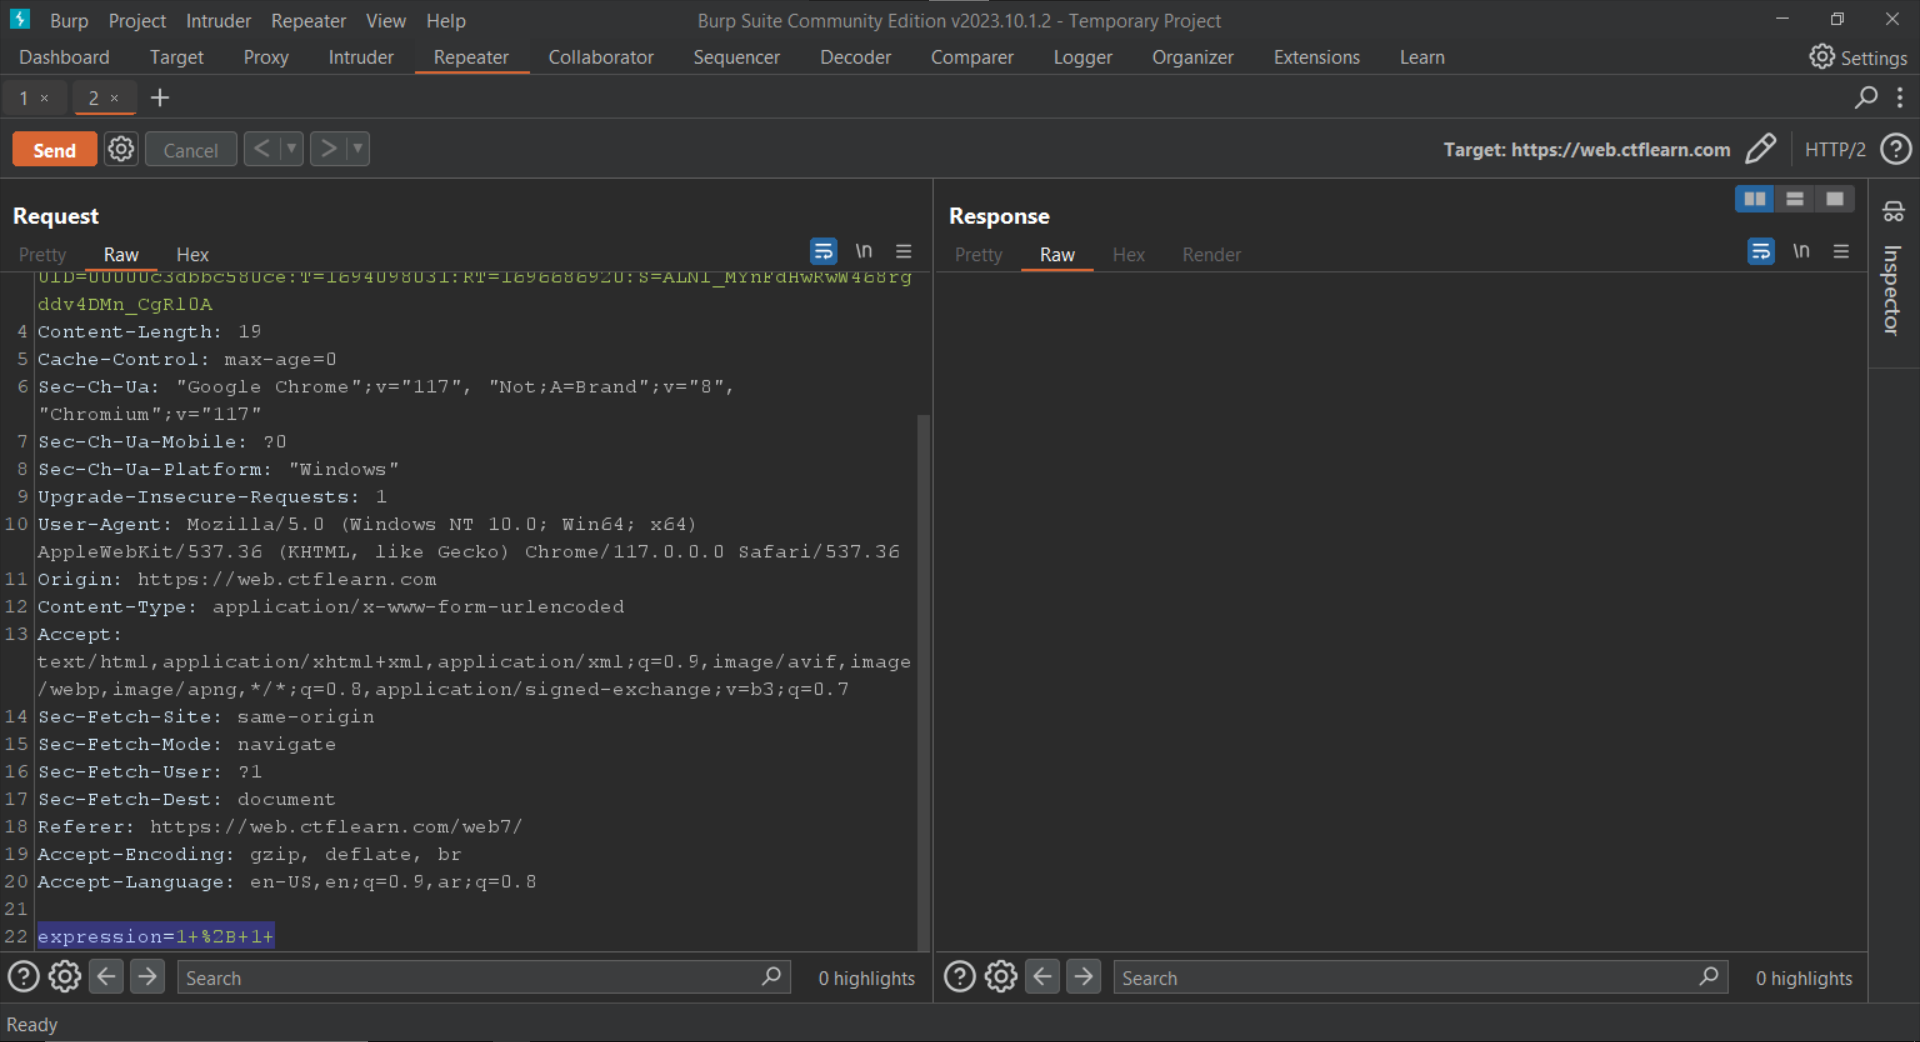 Burp Project Intruder Repeater View Help Burp Suite Community Edition v2023.10.1.2 - Temporary Project
Dashboard Target Proxy Intruder Repeater Collaborator Sequencer Decoder Comparer Logger Organizer Extensions Learn Settings
1 × 2 × +
Send Cancel < > Target: https://web.ctflearn.com HTTP/2 ?
Request
Pretty Raw Hex \n
UID=00000c3dbbc580ce:T=1694098031:RT=1696686920:S=ALNI_MYnFdHwRwW468rg
ddv4DMn_CgRl0A
4 Content-Length: 19
5 Cache-Control: max-age=0
6 Sec-Ch-Ua: "Google Chrome";v="117", "Not;A=Brand";v="8",
"Chromium";v="117"
7 Sec-Ch-Ua-Mobile: ?0
8 Sec-Ch-Ua-Platform: "Windows"
9 Upgrade-Insecure-Requests: 1
10 User-Agent: Mozilla/5.0 (Windows NT 10.0; Win64; x64)
AppleWebKit/537.36 (KHTML, like Gecko) Chrome/117.0.0.0 Safari/537.36
11 Origin: https://web.ctflearn.com
12 Content-Type: application/x-www-form-urlencoded
13 Accept:
text/html,application/xhtml+xml,application/xml;q=0.9,image/avif,image
/webp,image/apng,*/*;q=0.8,application/signed-exchange;v=b3;q=0.7
14 Sec-Fetch-Site: same-origin
15 Sec-Fetch-Mode: navigate
16 Sec-Fetch-User: ?1
17 Sec-Fetch-Dest: document
18 Referer: https://web.ctflearn.com/web7/
19 Accept-Encoding: gzip, deflate, br
20 Accept-Language: en-US,en;q=0.9,ar;q=0.8
21
22 expression=1+%2B+1+
? Search 0 highlights
Response
Pretty Raw Hex Render \n
? Search 0 highlights
Inspector
Ready